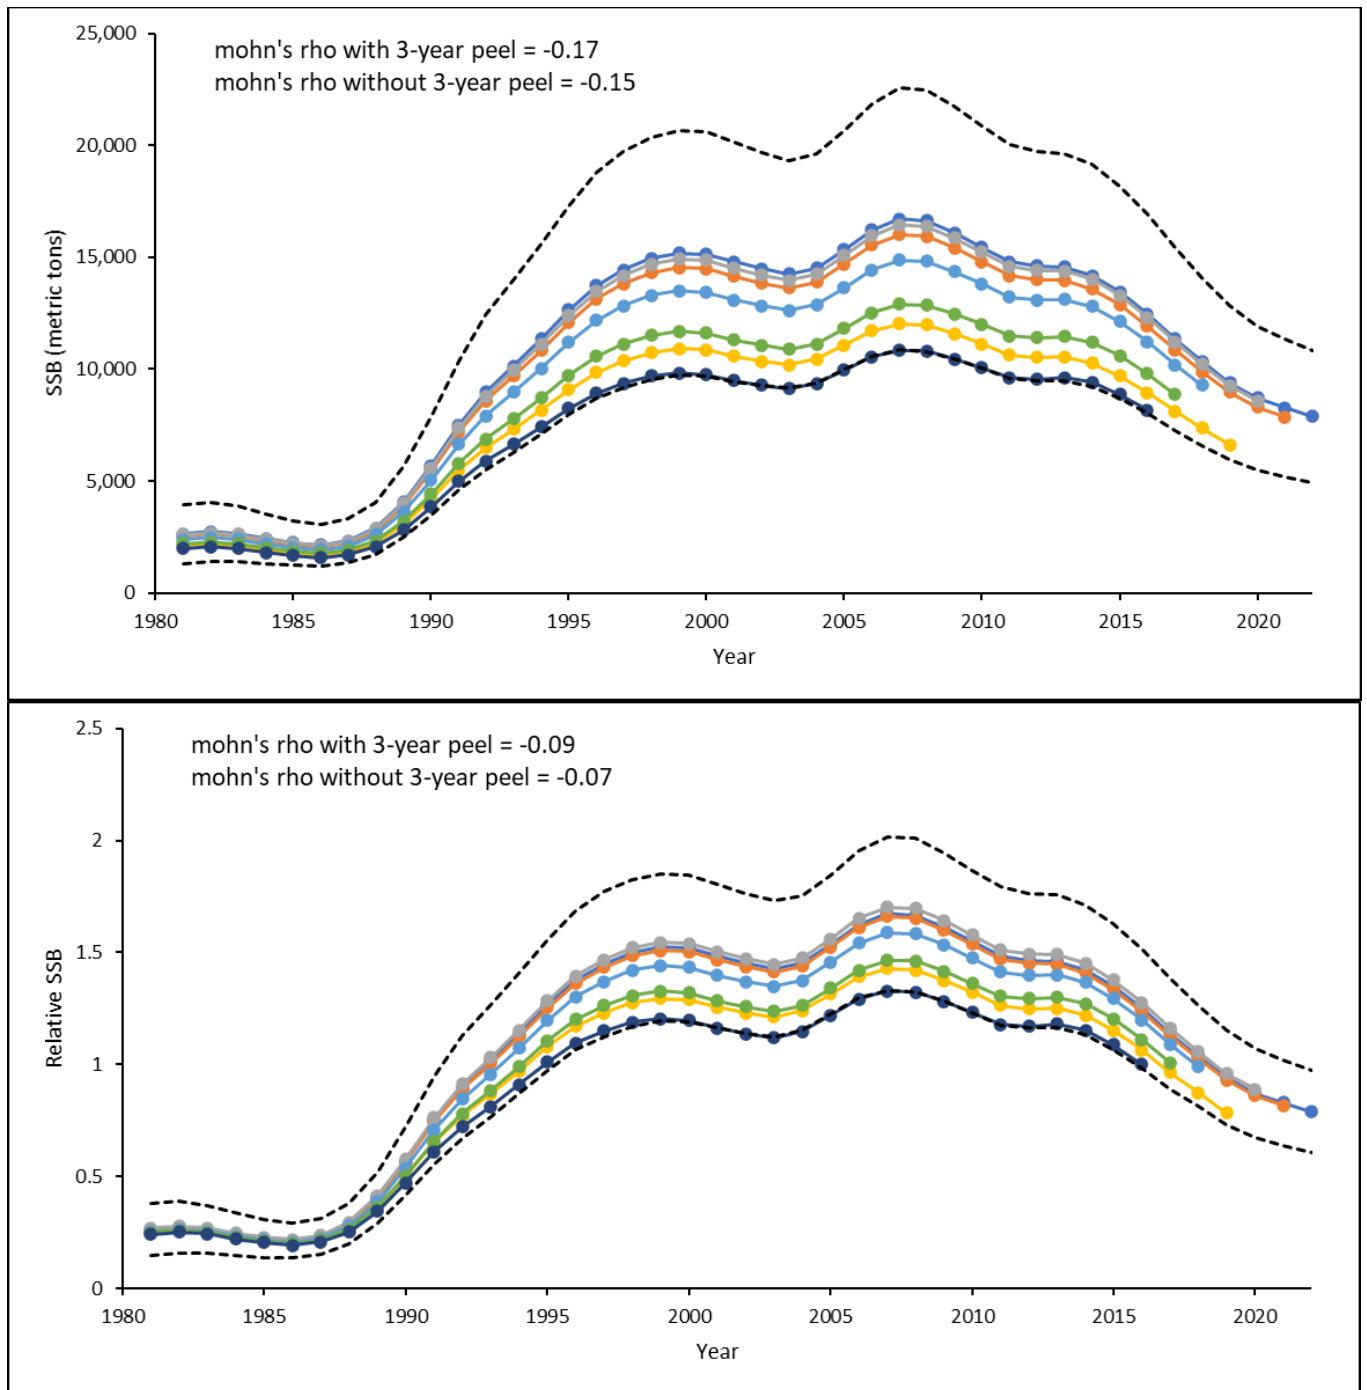 25,000
mohn's rho with 3-year peel = -0.17
mohn's rho without 3-year peel = -0.15
20,000
15,000
SSB (metric tons)
10,000
5,000
0
1980 1985 1990 1995 2000 2005 2010 2015 2020
Year
2.5
mohn's rho with 3-year peel = -0.09
mohn's rho without 3-year peel = -0.07
2
1.5
Relative SSB
1
0.5
0
1980 1985 1990 1995 2000 2005 2010 2015 2020
Year